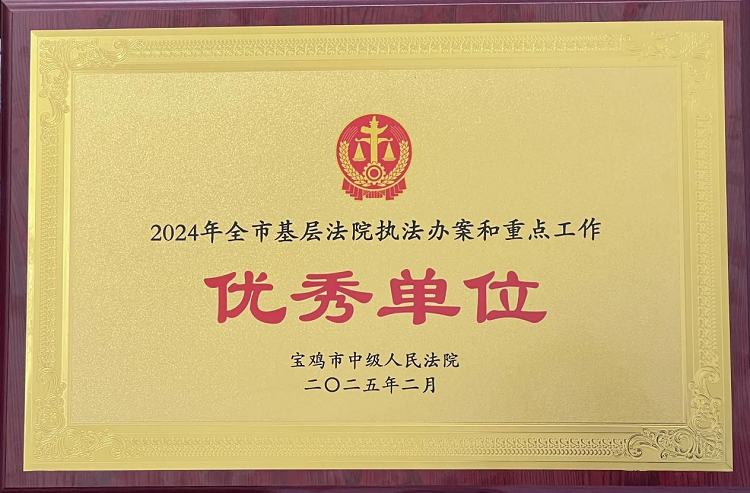 2024年全市基层法院执法办案和重点工作
优秀单位
宝鸡市中级人民法院
二〇二五年二月